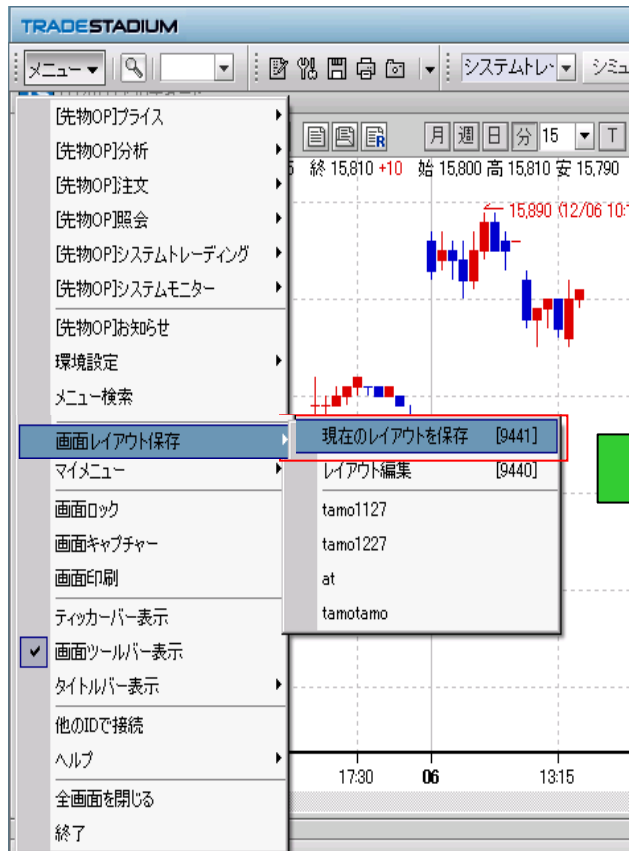 TRADESTADIUM
メニュー
システムトレ
シミュ
[先物OP]プライス
[先物OP]分析
[先物OP]注文
[先物OP]照会
[先物OP]システムトレーディング
[先物OP]システムモニター
[先物OP]お知らせ
環境設定
メニュー検索
画面レイアウト保存
マイメニュー
画面ロック
画面キャプチャー
画面印刷
ティッカーバー表示
画面ツールバー表示
タイトルバー表示
他のIDで接続
ヘルプ
全画面を閉じる
終了
現在のレイアウトを保存 [9441]
レイアウト編集 [9440]
tamo1127
tamo1227
at
tamotamo
R 月 週 日 分 15 T
5 終 15,810 +10 始 15,800 高 15,810 安 15,790
15,890 (12/06 10:
17:30 06 13:15